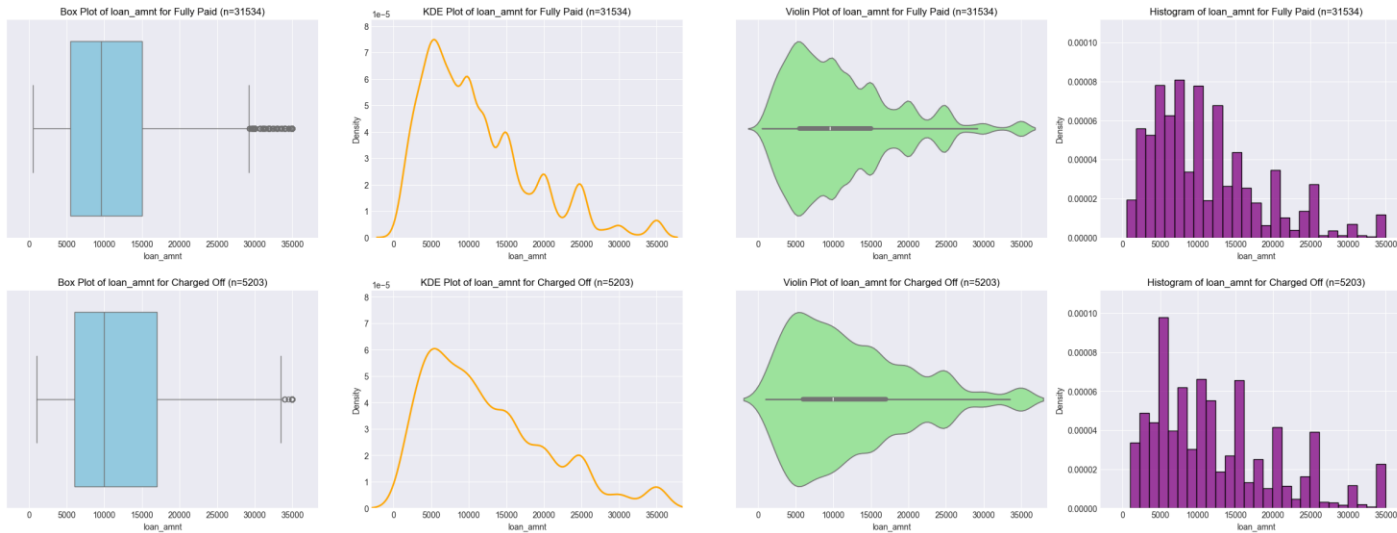 Box Plot of loan_amnt for Fully Paid (n=31534)
0 5000 10000 15000 20000 25000 30000 35000
loan_amnt
KDE Plot of loan_amnt for Fully Paid (n=31534)
1e-5
8
7
6
5
4
3
2
1
0
Density
0 5000 10000 15000 20000 25000 30000 35000
loan_amnt
Violin Plot of loan_amnt for Fully Paid (n=31534)
0 5000 10000 15000 20000 25000 30000 35000
loan_amnt
Histogram of loan_amnt for Fully Paid (n=31534)
0.00010
0.00008
0.00006
0.00004
0.00002
0.00000
Density
0 5000 10000 15000 20000 25000 30000 35000
loan_amnt
Box Plot of loan_amnt for Charged Off (n=5203)
0 5000 10000 15000 20000 25000 30000 35000
loan_amnt
KDE Plot of loan_amnt for Charged Off (n=5203)
1e-5
8
7
6
5
4
3
2
1
0
Density
0 5000 10000 15000 20000 25000 30000 35000
loan_amnt
Violin Plot of loan_amnt for Charged Off (n=5203)
0 5000 10000 15000 20000 25000 30000 35000
loan_amnt
Histogram of loan_amnt for Charged Off (n=5203)
0.00010
0.00008
0.00006
0.00004
0.00002
0.00000
Density
0 5000 10000 15000 20000 25000 30000 35000
loan_amnt